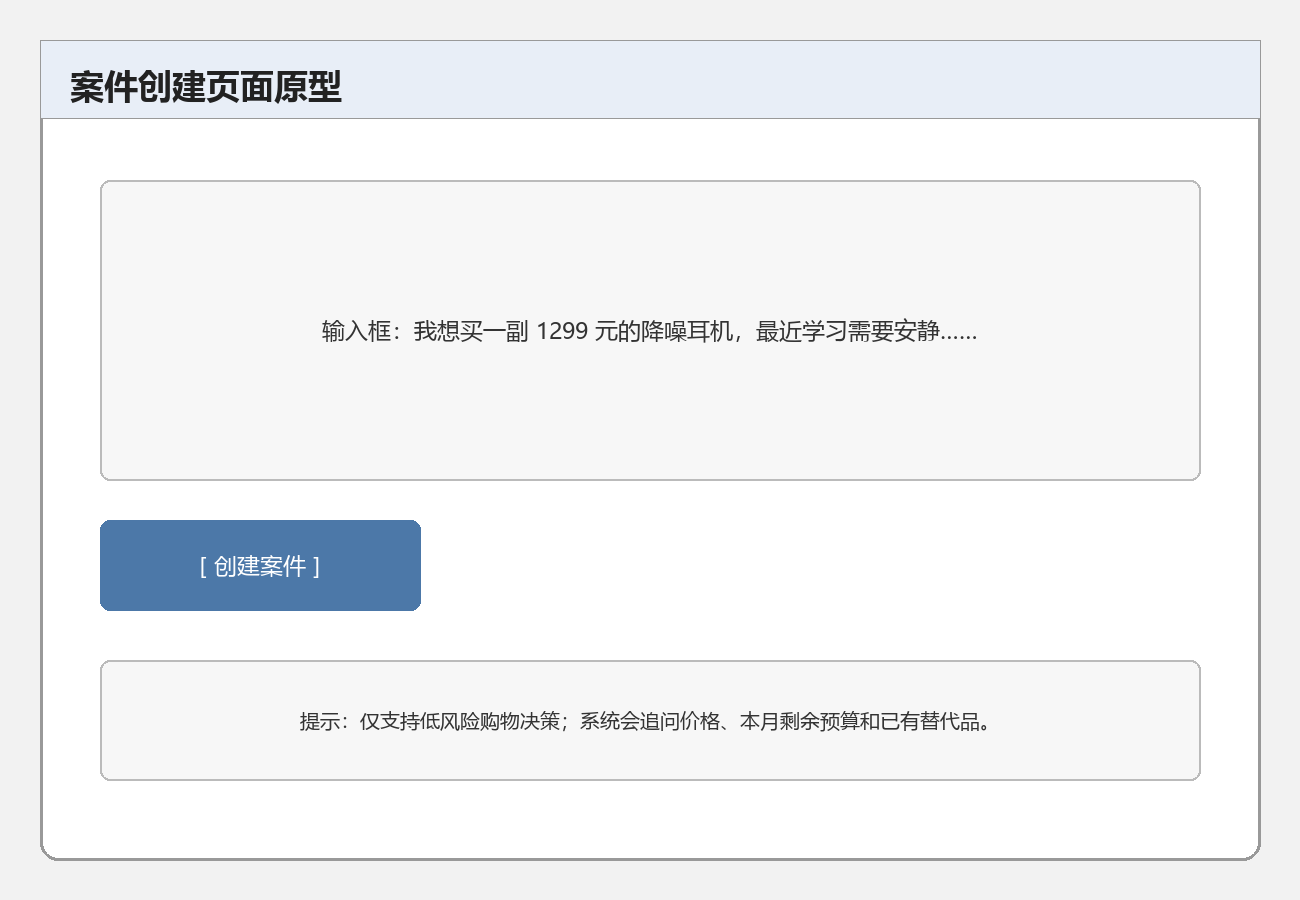 案件创建页面原型
输入框：我想买一副 1299 元的降噪耳机，最近学习需要安静……
[ 创建案件 ]
提示：仅支持低风险购物决策；系统会追问价格、本月剩余预算和已有替代品。